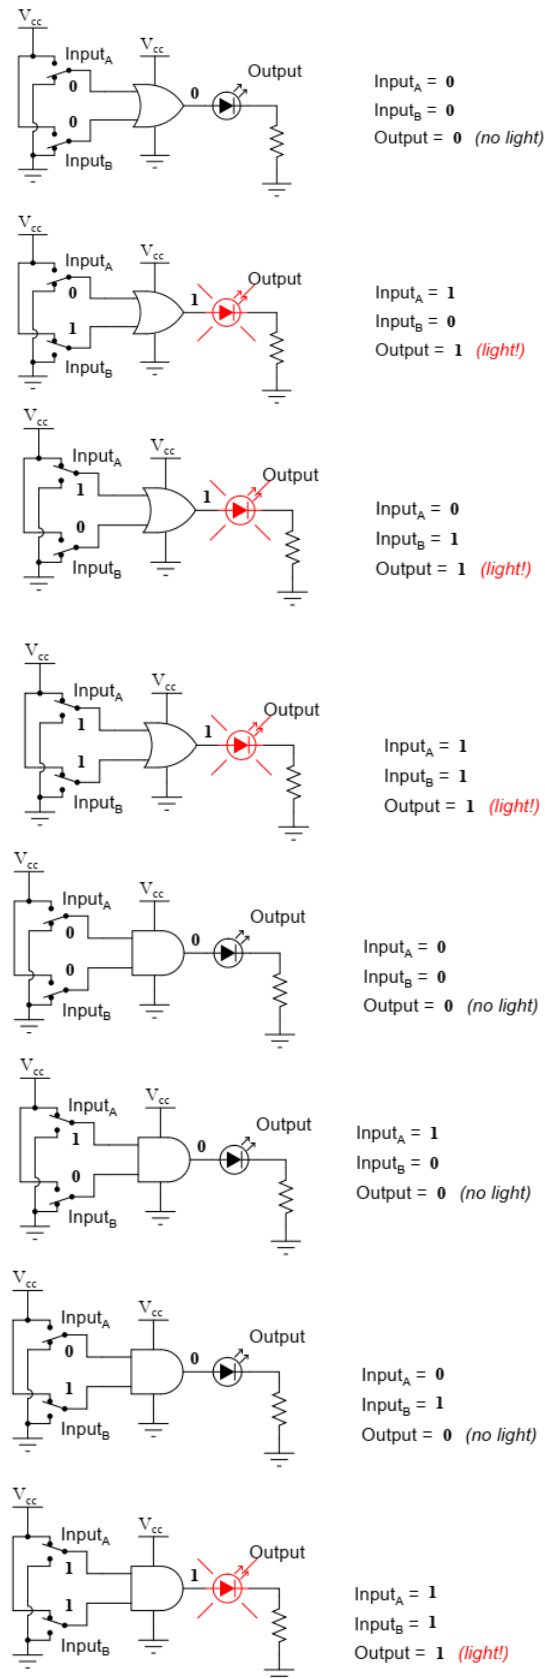 Vcc
InputA
Vcc
0
0
Output
0
InputB
InputA = 0
InputB = 0
Output = 0 (no light)
Vcc
InputA
Vcc
0
1
Output
1
InputB
InputA = 1
InputB = 0
Output = 1 (light!)
Vcc
InputA
Vcc
1
1
Output
0
InputB
InputA = 0
InputB = 1
Output = 1 (light!)
Vcc
InputA
Vcc
1
1
Output
1
InputB
InputA = 1
InputB = 1
Output = 1 (light!)
Vcc
InputA
Vcc
0
0
Output
0
InputB
InputA = 0
InputB = 0
Output = 0 (no light)
Vcc
InputA
Vcc
1
0
Output
0
InputB
InputA = 1
InputB = 0
Output = 0 (no light)
Vcc
InputA
Vcc
0
0
Output
1
InputB
InputA = 0
InputB = 1
Output = 0 (no light)
Vcc
InputA
Vcc
1
1
Output
1
InputB
InputA = 1
InputB = 1
Output = 1 (light!)